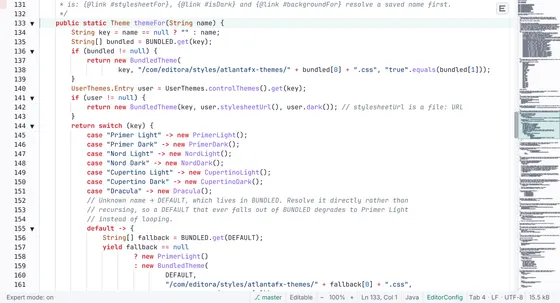 131 * is: {@link #stylesheetFor}, {@link #isDark} and {@link #backgroundFor} resolve a saved name first.
132 */
133 public static Theme themeFor(String name) {
134 String key = name == null ? "" : name;
135 String[] bundled = BUNDLED.get(key);
136 if (bundled != null) {
137 return new BundledTheme(
138 key, "/com/editora/styles/atlantafx-themes/" + bundled[0] + ".css", "true".equals(bundled[1]));
139 }
140 UserThemes.Entry user = UserThemes.controlThemes().get(key);
141 if (user != null) {
142 return new BundledTheme(key, user.stylesheetUrl(), user.dark()); // stylesheetUrl is a file: URL
143 }
144 return switch (key) {
145 case "Primer Light" -> new PrimerLight();
146 case "Primer Dark" -> new PrimerDark();
147 case "Nord Light" -> new NordLight();
148 case "Nord Dark" -> new NordDark();
149 case "Cupertino Light" -> new CupertinoLight();
150 case "Cupertino Dark" -> new CupertinoDark();
151 case "Dracula" -> new Dracula();
152 // Unknown name → DEFAULT, which lives in BUNDLED. Resolve it directly rather than
153 // recursing, so a DEFAULT that ever falls out of BUNDLED degrades to Primer Light
154 // instead of looping.
155 default -> {
156 String[] fallback = BUNDLED.get(DEFAULT);
157 yield fallback == null
158 ? new PrimerLight()
159 : new BundledTheme(
160 DEFAULT,
161 "/com/editora/styles/atlantafx-themes/" + fallback[0] + ".css",
Expert mode: on master Editable − 100% + Ln 133, Col 1 Java EditorConfig Tab 4 · LF · UTF-8 15.5 kB